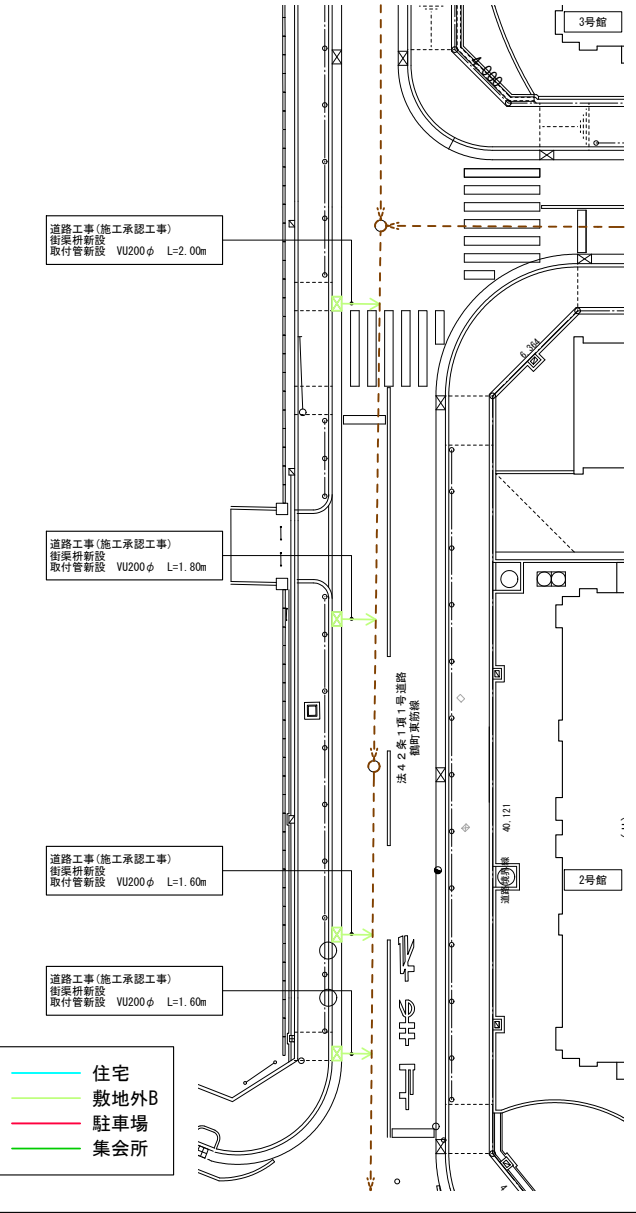 3号館
4.000
道路工事(施工承認工事)
街渠枡新設
取付管新設 VU200φ L=2.00m
6.364
道路工事(施工承認工事)
街渠枡新設
取付管新設 VU200φ L=1.80m
法42条1項1号道路
鶴町東筋線
40.121
道路境界線
2号館
道路工事(施工承認工事)
街渠枡新設
取付管新設 VU200φ L=1.60m
道路工事(施工承認工事)
街渠枡新設
取付管新設 VU200φ L=1.60m
住宅
敷地外B
駐車場
集会所